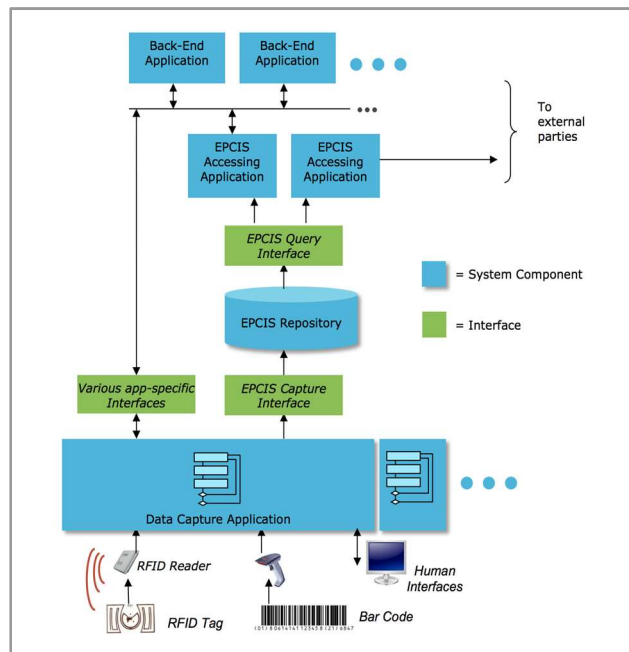 Back-End
Application
Back-End
Application
To
external
parties
EPCIS
Accessing
Application
EPCIS
Accessing
Application
EPCIS Query
Interface
= System Component
EPCIS Repository
= Interface
Various app-specific
Interfaces
EPCIS Capture
Interface
Data Capture Application
RFID Reader
Human
Interfaces
RFID Tag
Bar Code